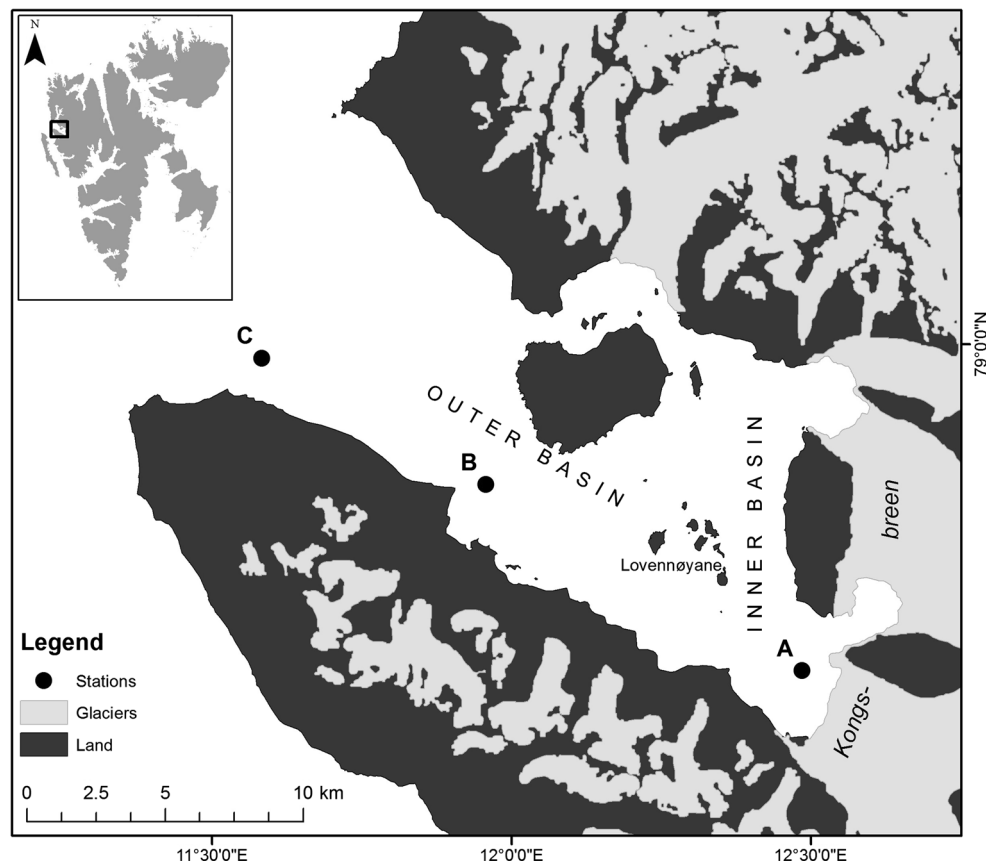 N
C
OUTER BASIN
B
INNER BASIN
breen
Lovennøyane
A
Kongs-
Legend
Stations
Glaciers
Land
0 2.5 5 10 km
79°0'0"N
11°30'0"E 12°0'0"E 12°30'0"E